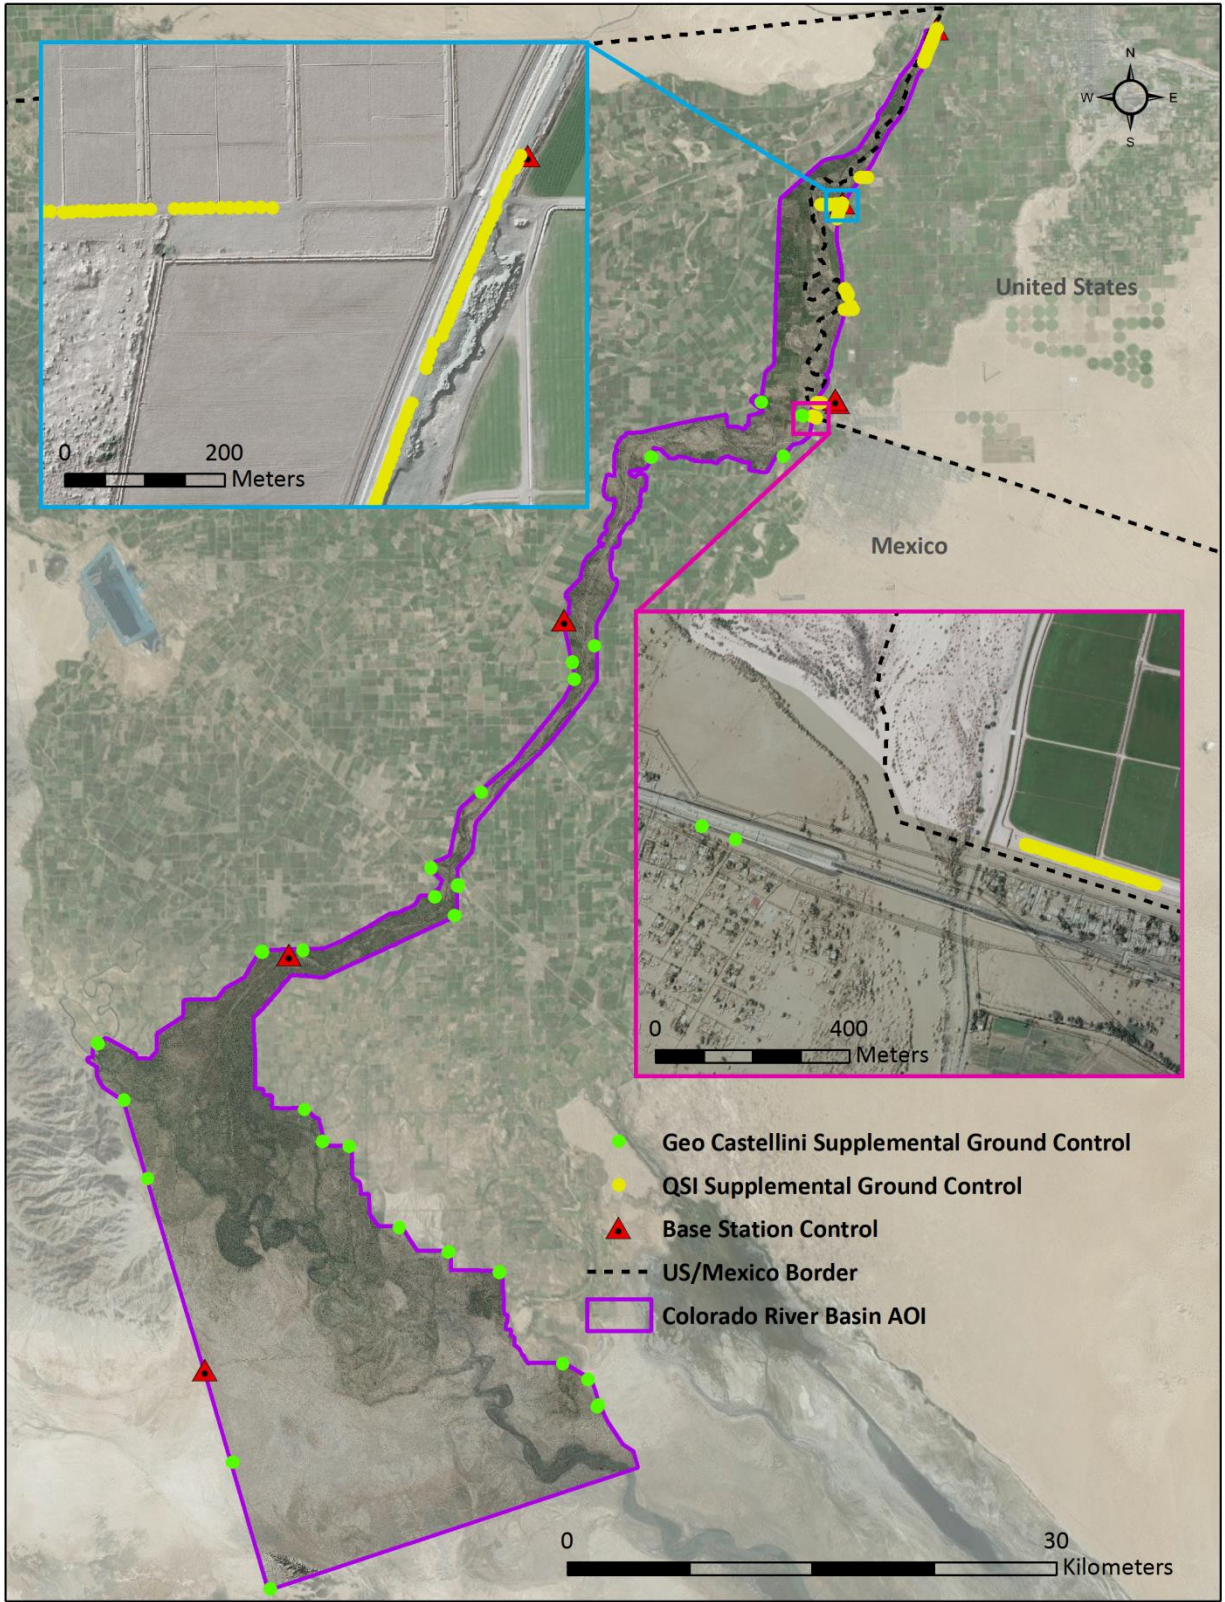 N
W E
S
United States
0 200
Meters
Mexico
0 400
Meters
Geo Castellini Supplemental Ground Control
QSI Supplemental Ground Control
Base Station Control
US/Mexico Border
Colorado River Basin AOI
0 30
Kilometers